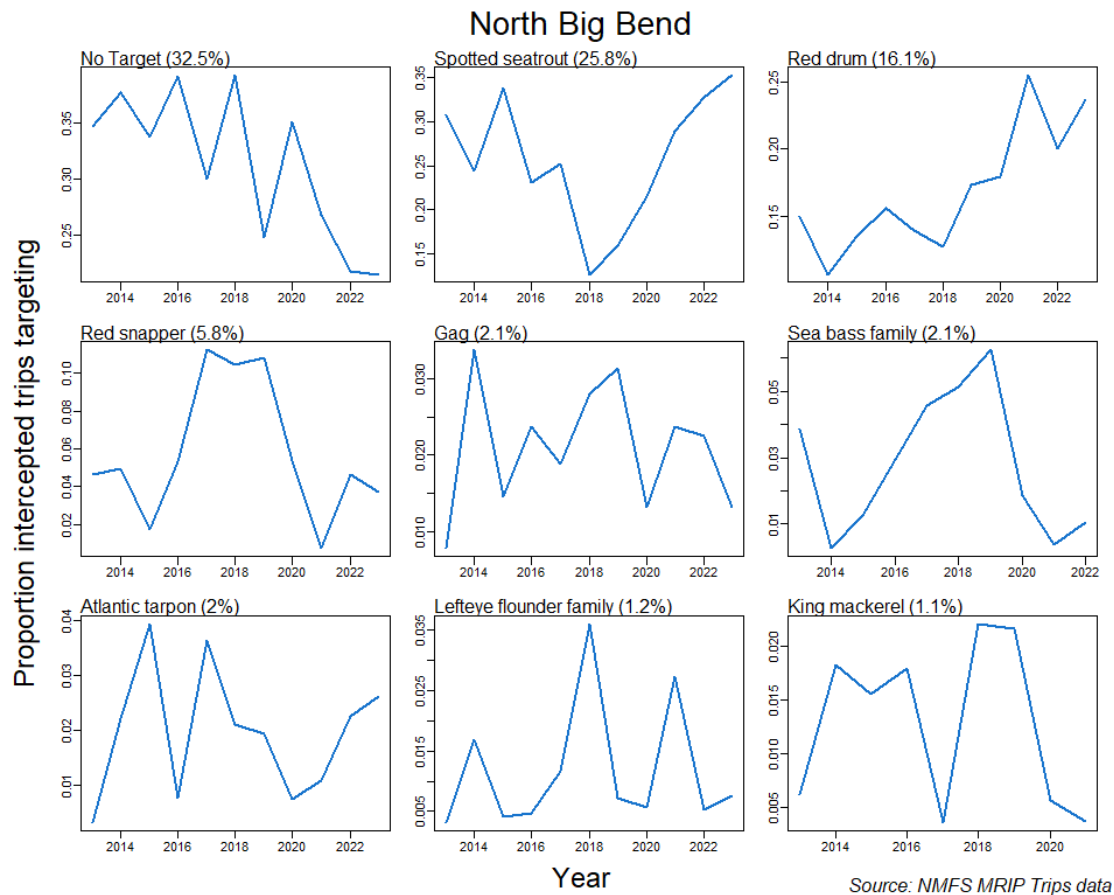 North Big Bend
No Target (32.5%)
Spotted seatrout (25.8%)
Red drum (16.1%)
0.25 0.35
2014 2016 2018 2020 2022
0.15 0.20 0.25 0.30 0.35
2014 2016 2018 2020 2022
0.15 0.20 0.25
2014 2016 2018 2020 2022
Red snapper (5.8%)
Gag (2.1%)
Sea bass family (2.1%)
0.02 0.04 0.06 0.08 0.10
2014 2016 2018 2020 2022
0.010 0.020 0.030
2014 2016 2018 2020 2022
0.01 0.03 0.05
2014 2016 2018 2020 2022
Atlantic tarpon (2%)
Lefteye flounder family (1.2%)
King mackerel (1.1%)
0.01 0.02 0.03 0.04
2014 2016 2018 2020 2022
0.005 0.015 0.025 0.035
2014 2016 2018 2020 2022
0.005 0.010 0.015 0.020
2014 2016 2018 2020
Proportion intercepted trips targeting
Year
Source: NMFS MRIP Trips data